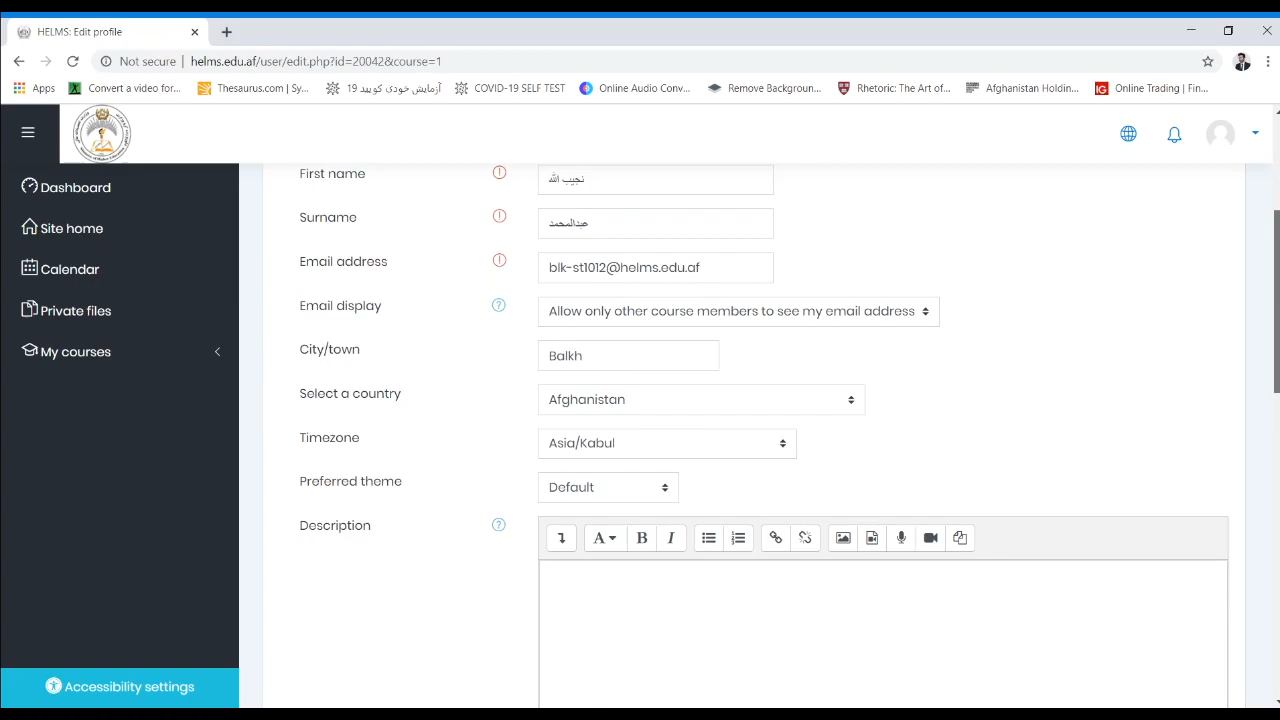 HELMS: Edit profile
Not secure | helms.edu.af/user/edit.php?id=20042&course=1
Apps
Convert a video for...
Thesaurus.com | Sy...
آزمایش خودی کووید 19
COVID-19 SELF TEST
Online Audio Conv...
Remove Backgroun...
Rhetoric: The Art of...
Afghanistan Holdin...
IG Online Trading | Fin...
Dashboard
Site home
Calendar
Private files
My courses
Accessibility settings
First name
نجیب الله
Surname
عبدالمحمد
Email address
blk-st1012@helms.edu.af
Email display
Allow only other course members to see my email address
City/town
Balkh
Select a country
Afghanistan
Timezone
Asia/Kabul
Preferred theme
Default
Description
A B I